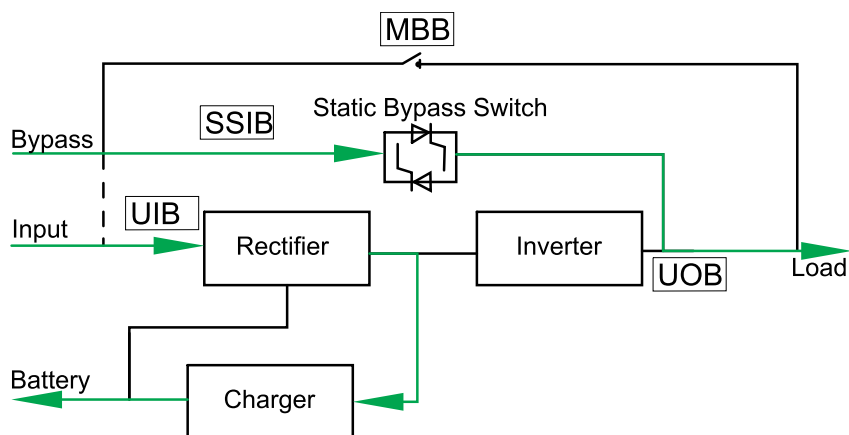 MBB
Static Bypass Switch
SSIB
Bypass
UIB
Input
Rectifier
Inverter
UOB
Load
Battery
Charger